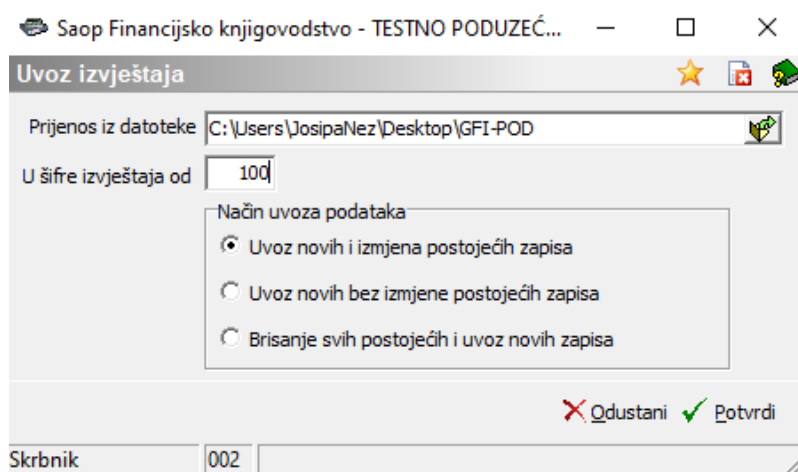 Saop Financijsko knjigovodstvo - TESTNO PODUZEĆ...
Uvoz izvještaja
Prijenos iz datoteke C:\Users\JosipaNez\Desktop\GFI-POD
U šifre izvještaja od 100
Način uvoza podataka
Uvoz novih i izmjena postojećih zapisa
Uvoz novih bez izmjene postojećih zapisa
Brisanje svih postojećih i uvoz novih zapisa
Odustani Potvrdi
Skrbnik 002